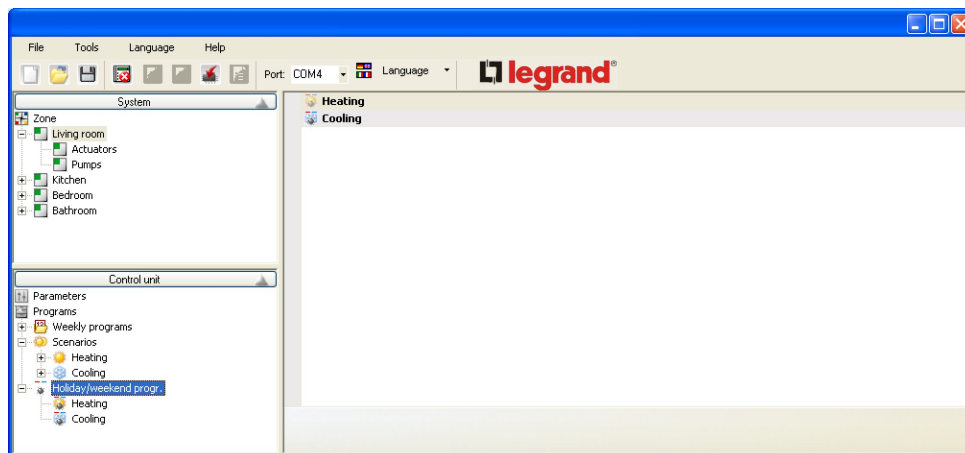 File Tools Language Help
Port: COM4 Language legrand®
System
Zone
Living room
Actuators
Pumps
Kitchen
Bedroom
Bathroom
Control unit
Parameters
Programs
Weekly programs
Scenarios
Heating
Cooling
Holiday/weekend progr.
Heating
Cooling
Heating
Cooling